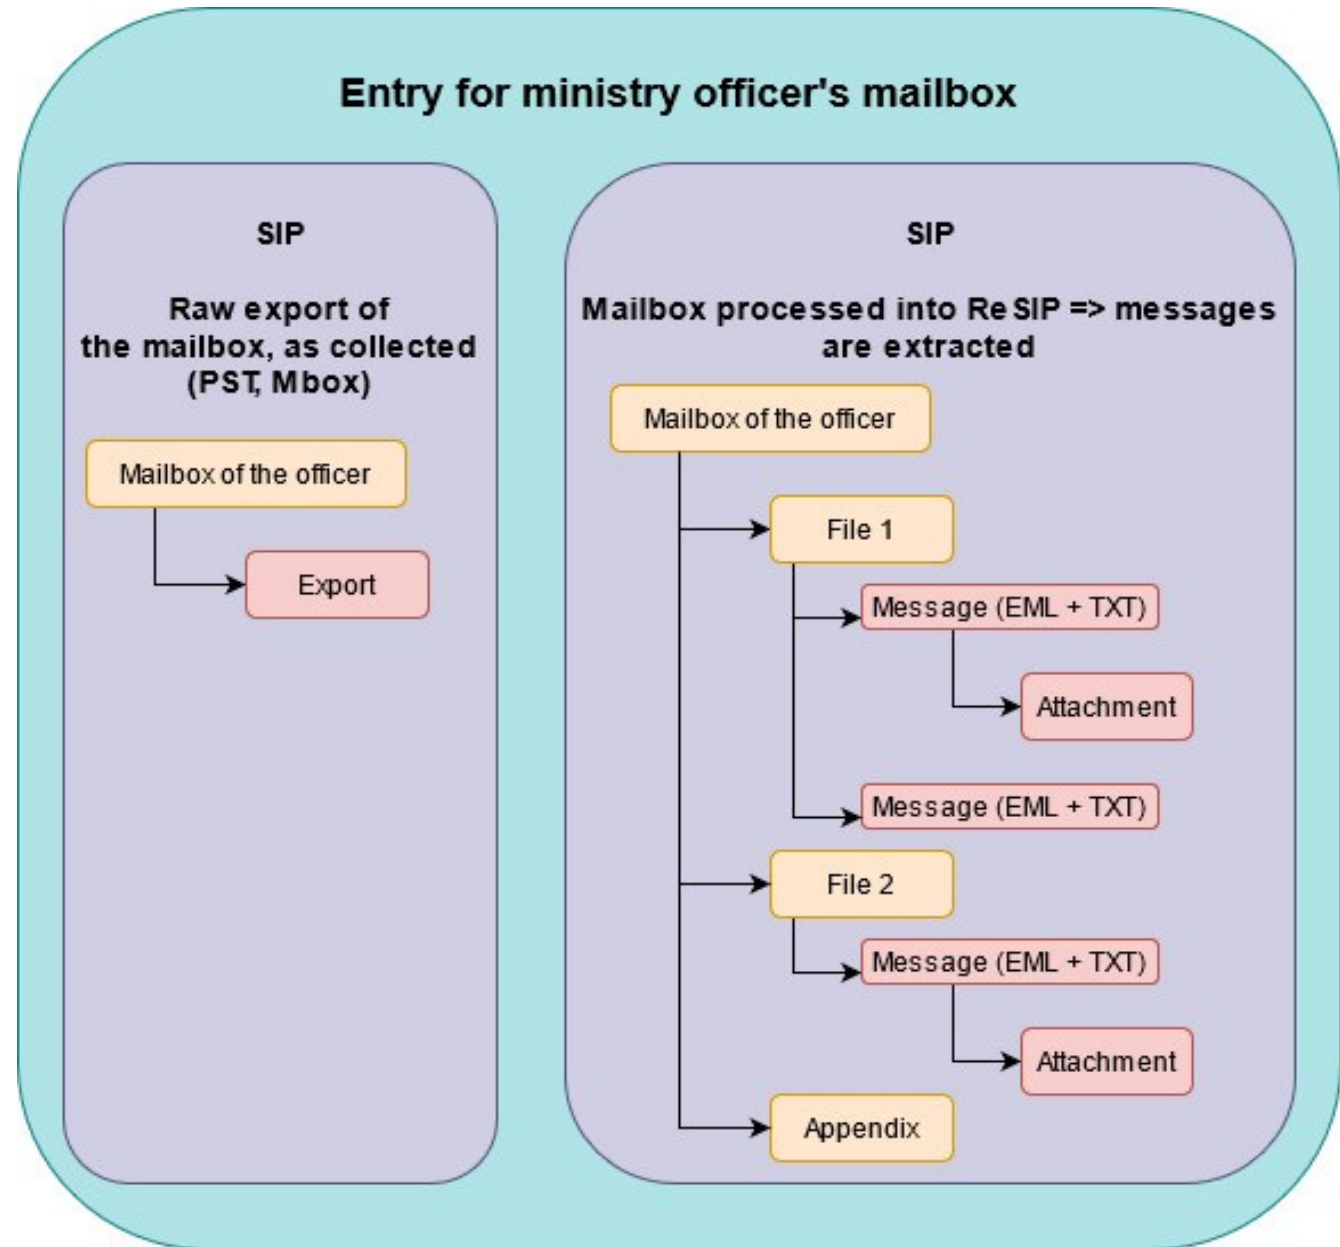 Entry for ministry officer's mailbox
SIP
Raw export of
the mailbox, as collected
(PST, Mbox)
Mailbox of the officer
Export
SIP
Mailbox processed into ReSIP => messages
are extracted
Mailbox of the officer
File 1
Message (EML + TXT)
Attachment
Message (EML + TXT)
File 2
Message (EML + TXT)
Attachment
Appendix